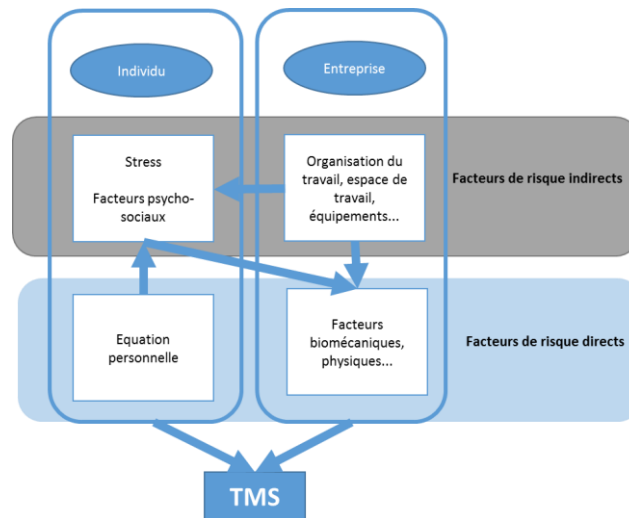 Individu
Entreprise
Stress
Facteurs psycho-
sociaux
Organisation du
travail, espace de
travail,
équipements...
Facteurs de risque indirects
Equation
personnelle
Facteurs
biomécaniques,
physiques...
Facteurs de risque directs
TMS